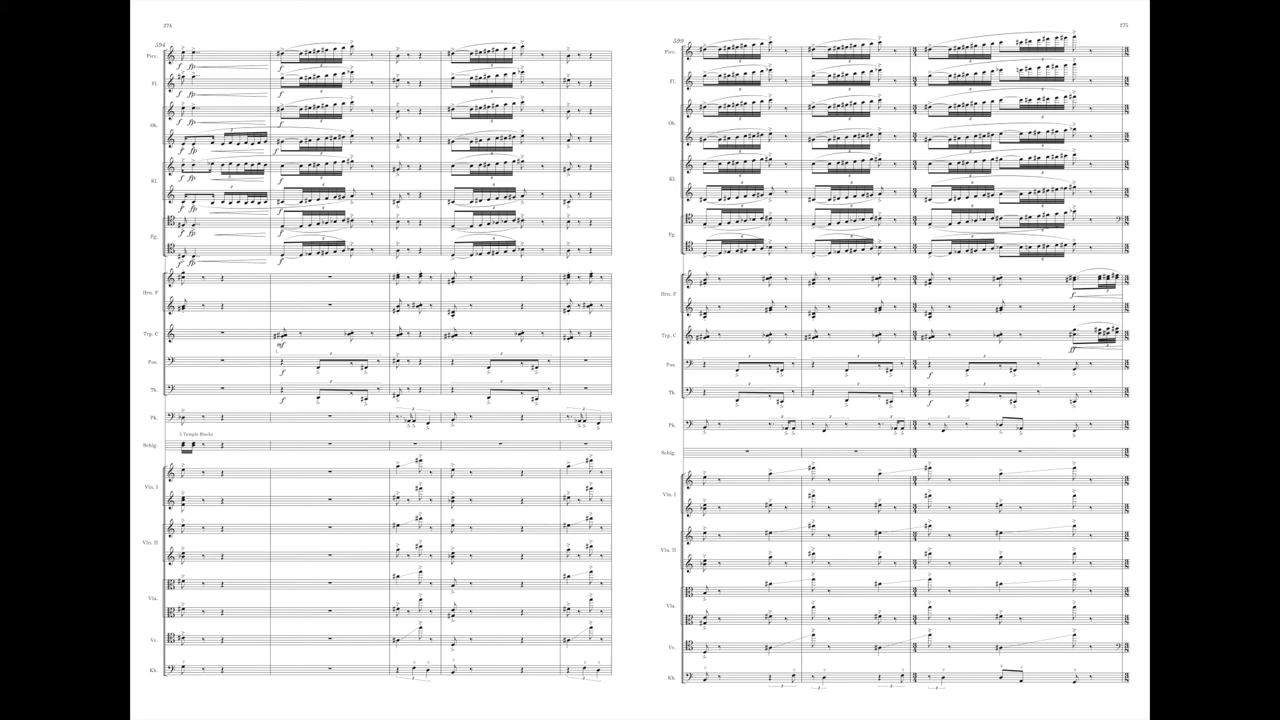 274
594
Picc.
Fl.
Ob.
Kl.
Fg.
Hrn. F
Trp. C
Pos.
Tb.
Pk.
5 Temple Blocks
Schlg.
Vln. I
Vln. II
Vla.
Vc.
Kb.
275
599
Picc.
Fl.
Ob.
Kl.
Fg.
Hrn. F
Trp. C
Pos.
Tb.
Pk.
Schlg.
Vln. I
Vln. II
Vla.
Vc.
Kb.